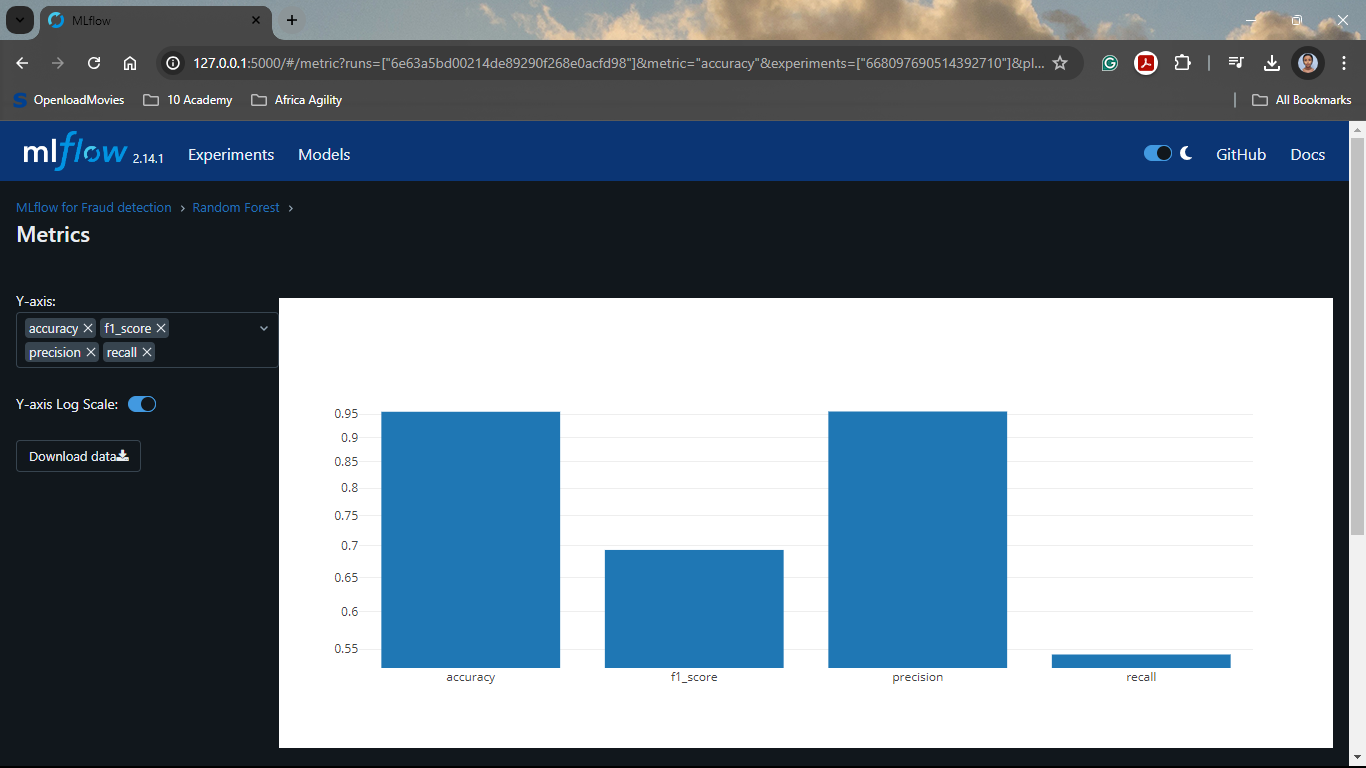 MLflow
127.0.0.1:5000/#/metric?runs=["6e63a5bd00214de89290f268e0acfd98"]&metric="accuracy"&experiments=["668097690514392710"]&pl...
OpenloadMovies 10 Academy Africa Agility All Bookmarks
mlflow 2.14.1 Experiments Models GitHub Docs
MLflow for Fraud detection > Random Forest >
Metrics
Y-axis:
accuracy × f1_score ×
precision × recall ×
Y-axis Log Scale:
Download data
0.95
0.9
0.85
0.8
0.75
0.7
0.65
0.6
0.55
accuracy f1_score precision recall